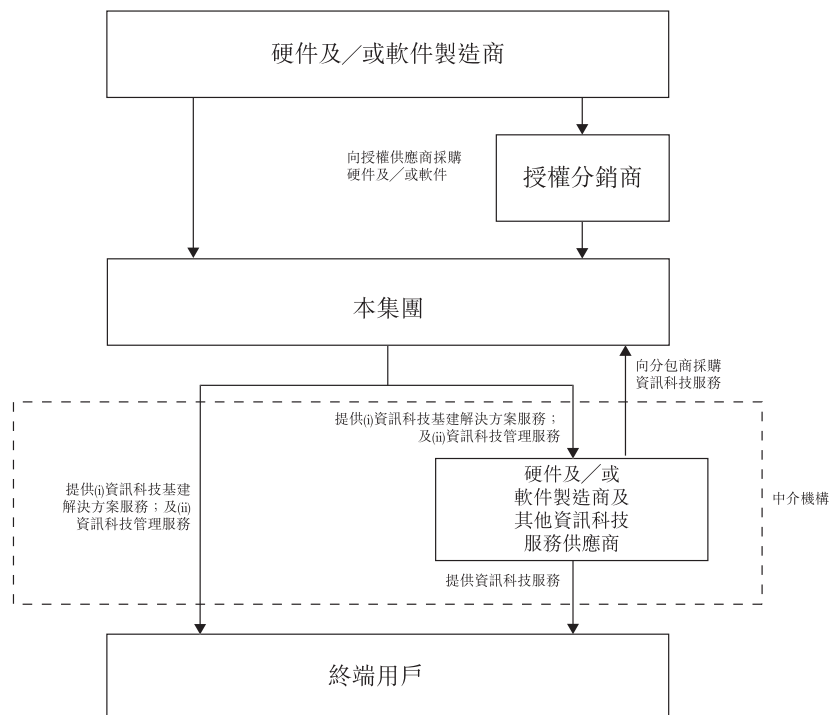 硬件及／或軟件製造商
向授權供應商採購
硬件及／或軟件
授權分銷商
本集團
向分包商採購
資訊科技服務
提供(i)資訊科技基建解決方案服務；
及(ii)資訊科技管理服務
提供(i)資訊科技基建
解決方案服務；及(ii)
資訊科技管理服務
硬件及／或
軟件製造商及
其他資訊科技
服務供應商
中介機構
提供資訊科技服務
終端用戶